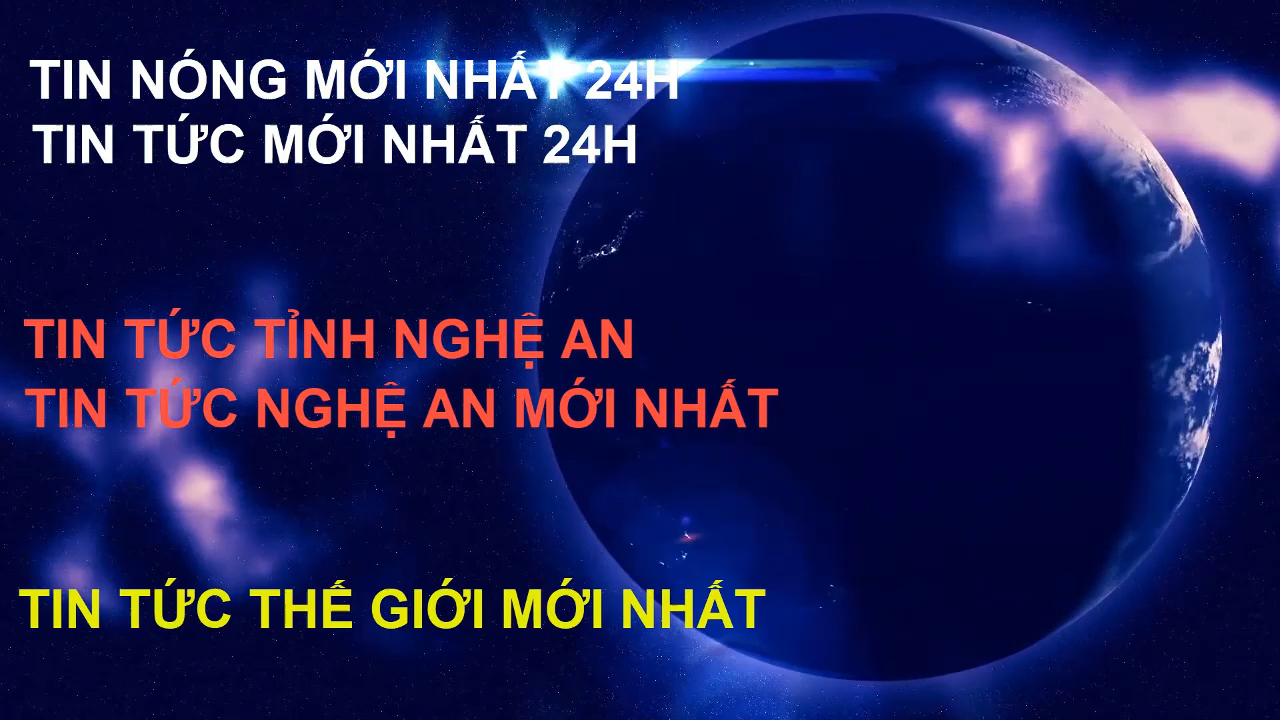 TIN NÓNG MỚI NHẤT 24H
TIN TỨC MỚI NHẤT 24H
TIN TỨC TỈNH NGHỆ AN
TIN TỨC NGHỆ AN MỚI NHẤT
TIN TỨC THẾ GIỚI MỚI NHẤT